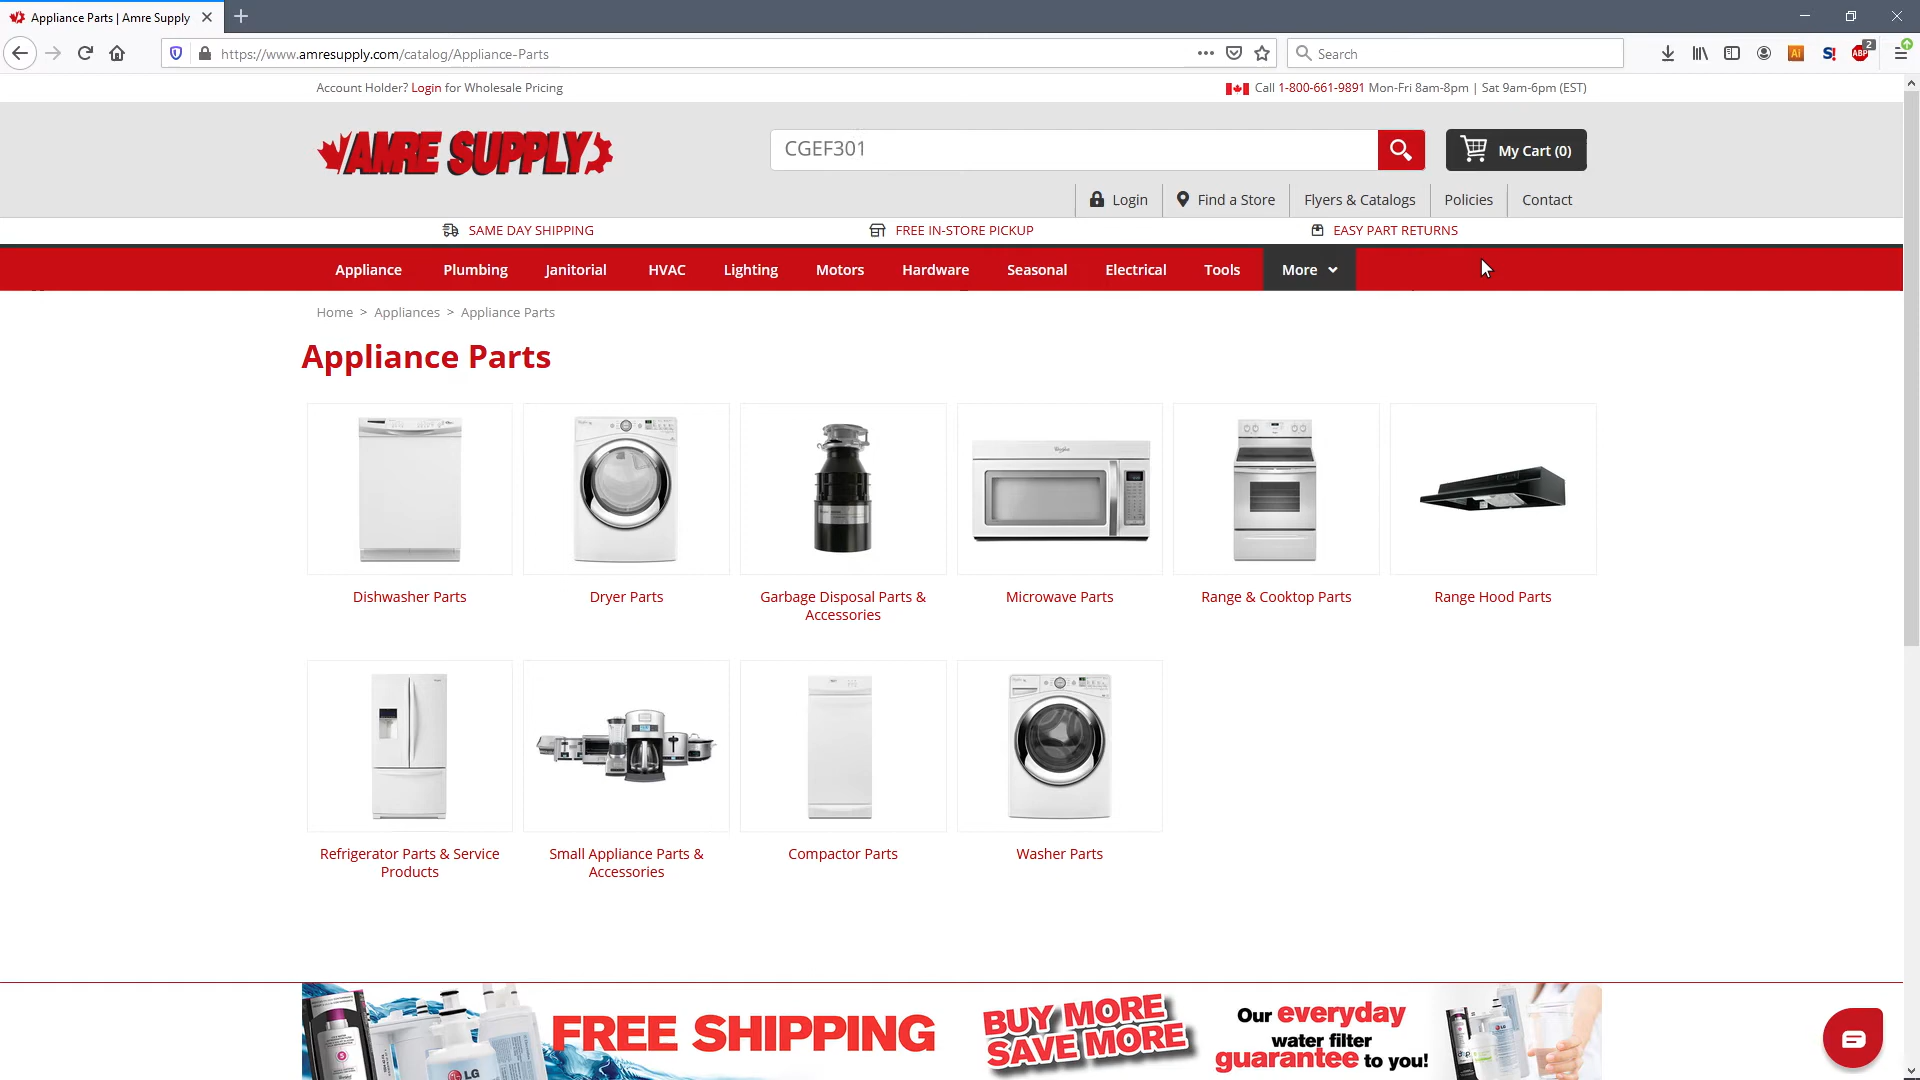 Appliance Parts | Amre Supply
https://www.amresupply.com/catalog/Appliance-Parts
Search
Account Holder? Login for Wholesale Pricing
Call 1-800-661-9891 Mon-Fri 8am-8pm | Sat 9am-6pm (EST)
AMRE SUPPLY
CGEF301
My Cart (0)
Login
Find a Store
Flyers & Catalogs
Policies
Contact
SAME DAY SHIPPING
FREE IN-STORE PICKUP
EASY PART RETURNS
Appliance
Plumbing
Janitorial
HVAC
Lighting
Motors
Hardware
Seasonal
Electrical
Tools
More
Home > Appliances > Appliance Parts
Appliance Parts
Dishwasher Parts
Dryer Parts
Garbage Disposal Parts &
Accessories
Microwave Parts
Range & Cooktop Parts
Range Hood Parts
Refrigerator Parts & Service
Products
Small Appliance Parts &
Accessories
Compactor Parts
Washer Parts
FREE SHIPPING
BUY MORE
SAVE MORE
Our everyday
water filter
guarantee to you!
LG
Ai
S!
ABP
2